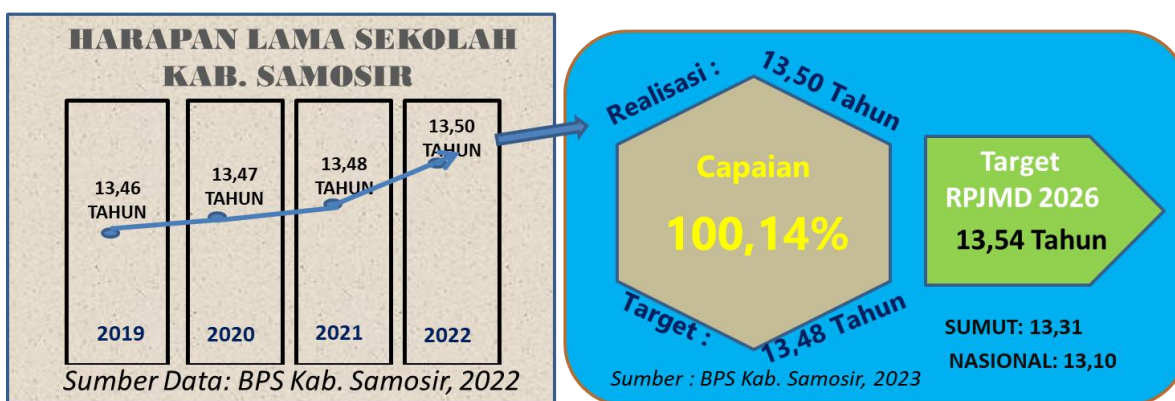 HARAPAN LAMA SEKOLAH
KAB. SAMOSIR
13,46
TAHUN
13,47
TAHUN
13,48
TAHUN
13,50
TAHUN
2019
2020
2021
2022
Sumber Data: BPS Kab. Samosir, 2022
Realisasi :
13,50 Tahun
Capaian
100,14%
Target :
13,48 Tahun
Target
RPJMD 2026
13,54 Tahun
SUMUT: 13,31
NASIONAL: 13,10
Sumber : BPS Kab. Samosir, 2023